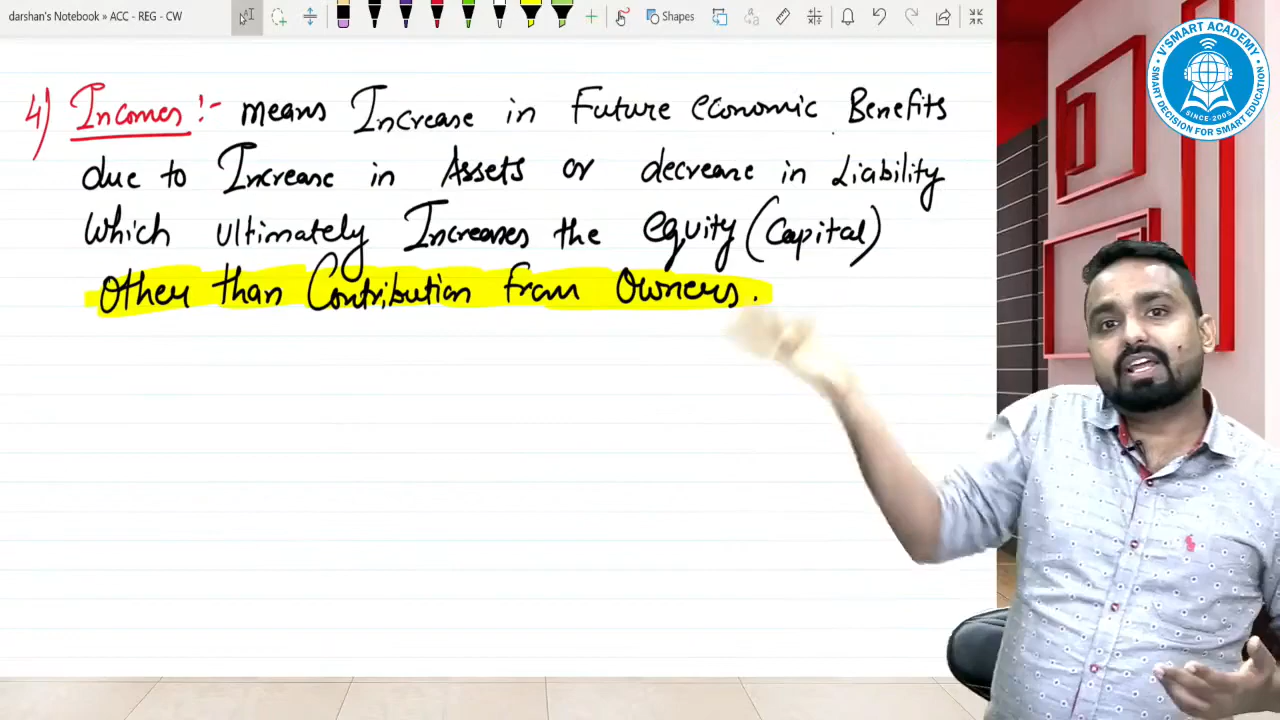 darshan's Notebook » ACC - REG - CW
Shapes
4) Incomes :- means Increase in Future economic Benefits
due to Increase in Assets or decrease in Liability
Which ultimately Increases the equity (Capital)
Other than Contribution from Owners.
V'SMART ACADEMY
SMART DECISION FOR SMART EDUCATION
SINCE-2005